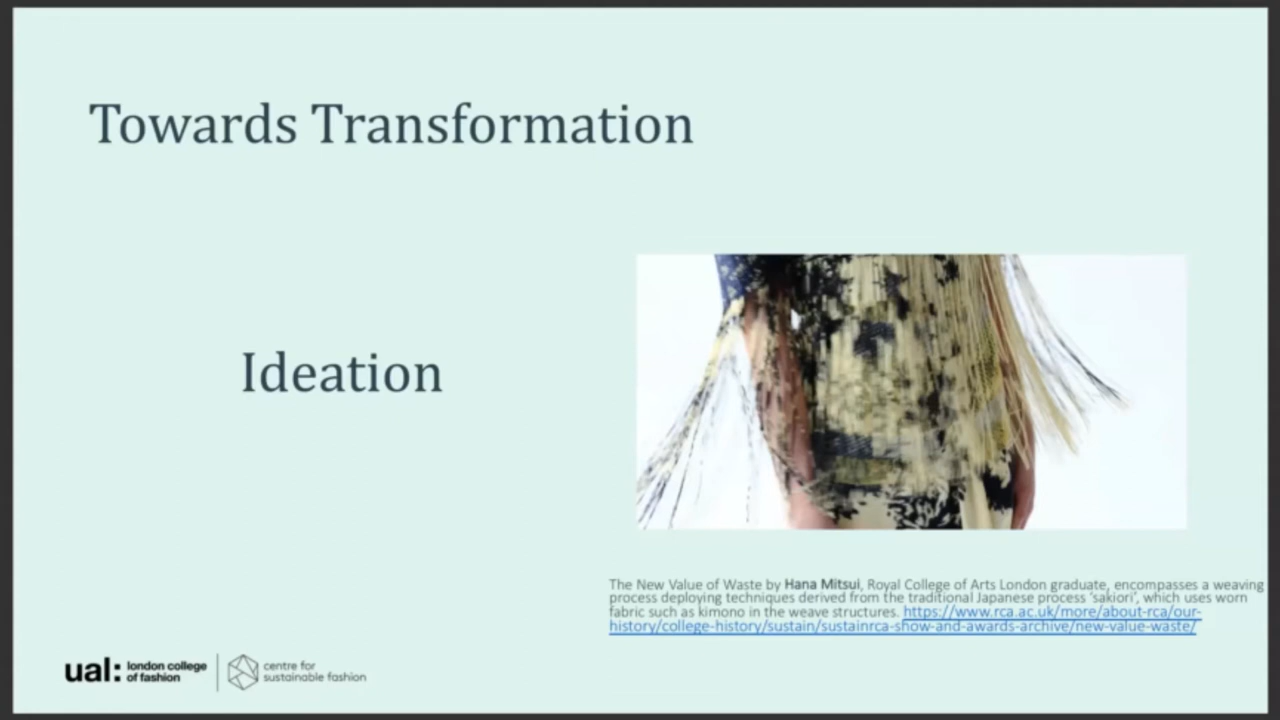 Towards Transformation
Ideation
The New Value of Waste by Hana Mitsui, Royal College of Arts London graduate, encompasses a weaving
process deploying techniques derived from the traditional Japanese process ‘sakiori’, which uses worn
fabric such as kimono in the weave structures. https://www.rca.ac.uk/more/about-rca/our-
history/college-history/sustain/sustainrca-show-and-awards-archive/new-value-waste/
ual: london college
of fashion
centre for
sustainable fashion